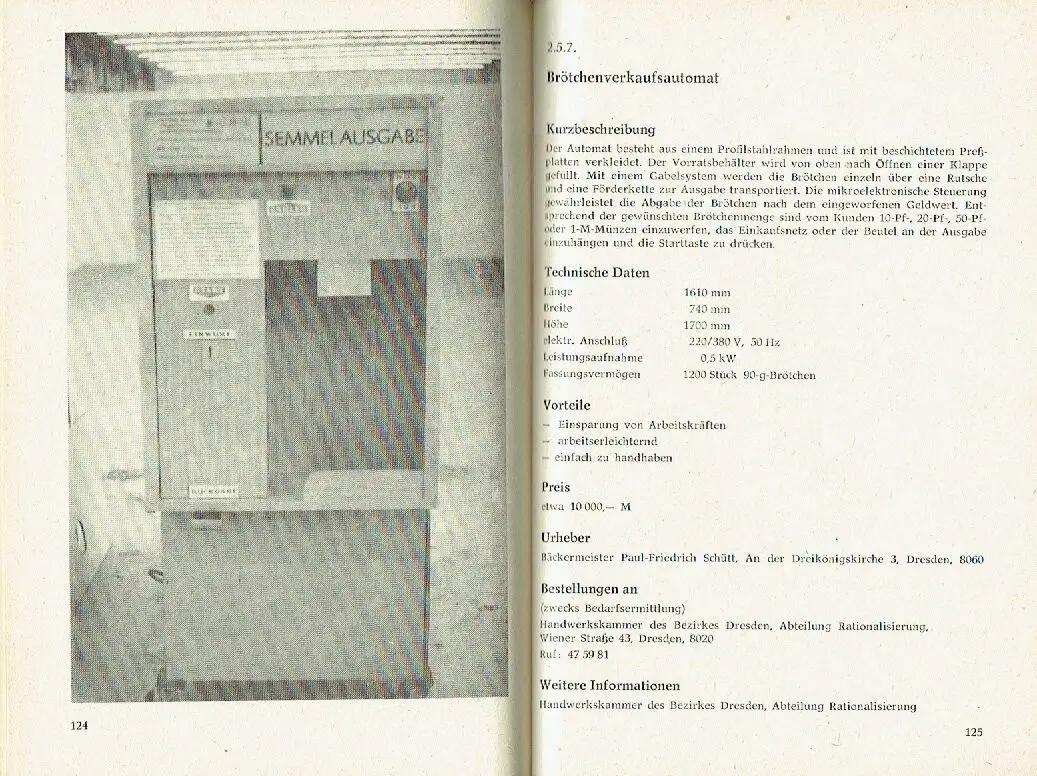 SEMMELAUSGABE
EINWURF
RÜCKGABE
124
2.5.7.
Brötchenverkaufsautomat
Kurzbeschreibung
Der Automat besteht aus einem Profilstahlrahmen und ist mit beschichtetem Preß-
platten verkleidet. Der Vorratsbehälter wird von oben nach Öffnen einer Klappe
gefüllt. Mit einem Gabelsystem werden die Brötchen einzeln über eine Rutsche
und eine Förderkette zur Ausgabe transportiert. Die mikroelektronische Steuerung
gewährleistet die Abgabe der Brötchen nach dem eingeworfenen Geldwert. Ent-
sprechend der gewünschten Brötchenmenge sind vom Kunden 10-Pf-, 20-Pf-, 50-Pf-
oder 1-M-Münzen einzuwerfen, das Einkaufsnetz oder der Beutel an der Ausgabe
einzuhängen und die Starttaste zu drücken.
Technische Daten
Länge 1610 mm
Breite 740 mm
Höhe 1700 mm
elektr. Anschluß 220/380 V, 50 Hz
Leistungsaufnahme 0,5 kW
Fassungsvermögen 1200 Stück 90-g-Brötchen
Vorteile
– Einsparung von Arbeitskräften
– arbeitserleichternd
– einfach zu handhaben
Preis
etwa 10 000,— M
Urheber
Bäckermeister Paul-Friedrich Schütt, An der Dreikönigskirche 3, Dresden, 8060
Bestellungen an
(zwecks Bedarfsermittlung)
Handwerkskammer des Bezirkes Dresden, Abteilung Rationalisierung,
Wiener Straße 43, Dresden, 8020
Ruf: 47 59 81
Weitere Informationen
Handwerkskammer des Bezirkes Dresden, Abteilung Rationalisierung
125